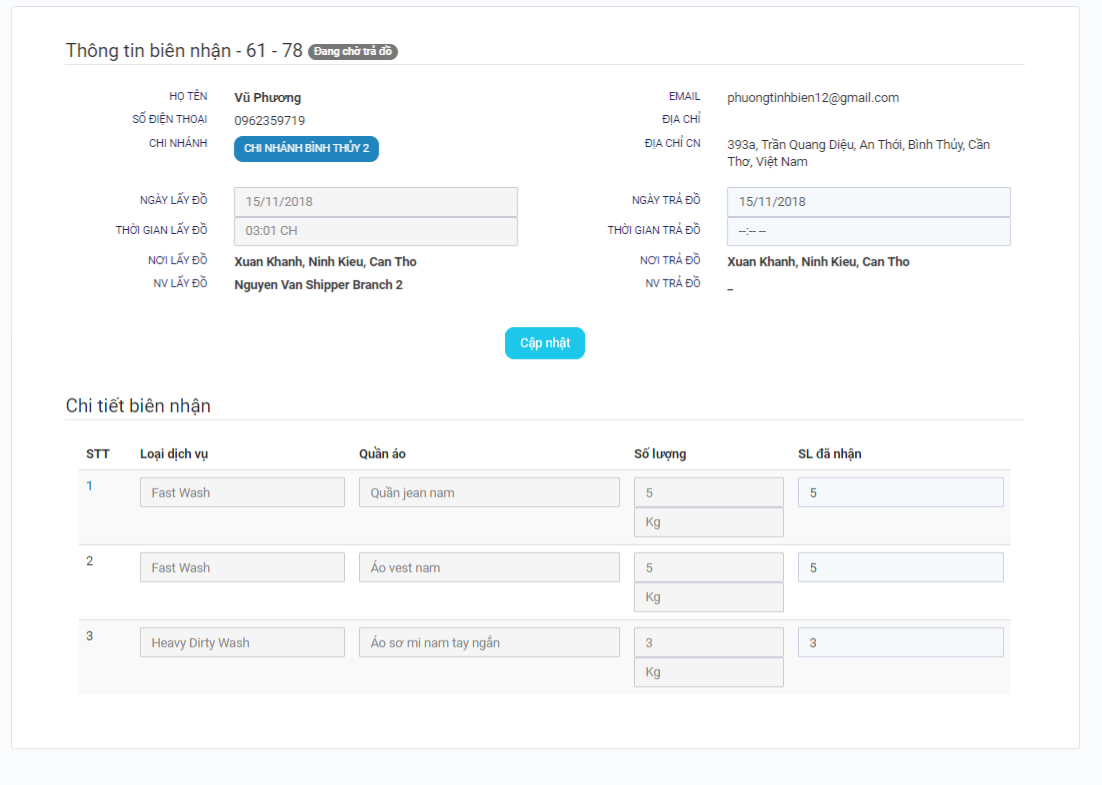 Thông tin biên nhận - 61 - 78 Đang chờ trả đồ
HỌ TÊN Vũ Phương EMAIL phuongtinhbien12@gmail.com
SỐ ĐIỆN THOẠI 0962359719 ĐỊA CHỈ
CHI NHÁNH CHI NHÁNH BÌNH THỦY 2 ĐỊA CHỈ CN 393a, Trần Quang Diệu, An Thới, Bình Thủy, Cần
Thơ, Việt Nam
NGÀY LẤY ĐỒ 15/11/2018 NGÀY TRẢ ĐỒ 15/11/2018
THỜI GIAN LẤY ĐỒ 03:01 CH THỜI GIAN TRẢ ĐỒ --:-- --
NƠI LẤY ĐỒ Xuan Khanh, Ninh Kieu, Can Tho NƠI TRẢ ĐỒ Xuan Khanh, Ninh Kieu, Can Tho
NV LẤY ĐỒ Nguyen Van Shipper Branch 2 NV TRẢ ĐỒ _
Cập nhật
Chi tiết biên nhận
STT Loại dịch vụ Quần áo Số lượng SL đã nhận
1 Fast Wash Quần jean nam 5 5
Kg
2 Fast Wash Áo vest nam 5 5
Kg
3 Heavy Dirty Wash Áo sơ mi nam tay ngắn 3 3
Kg